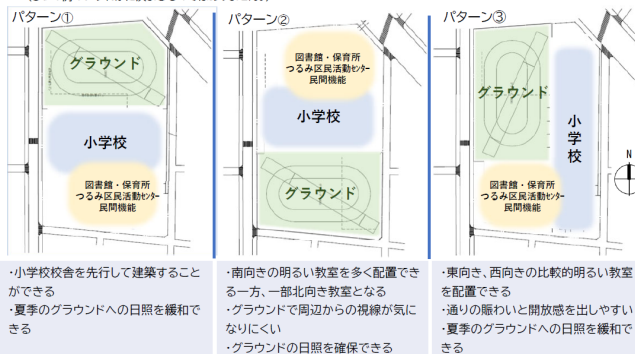 パターン①
グラウンド
小学校
図書館・保育所
つるみ区民活動センター
民間機能
・小学校校舎を先行して建築すること
ができる
・夏季のグラウンドへの日照を緩和で
きる
パターン②
図書館・保育所
つるみ区民活動センター
民間機能
小学校
グラウンド
・南向きの明るい教室を多く配置でき
る一方、一部北向き教室となる
・グラウンドで周辺からの視線が気に
なりにくい
・グラウンドの日照を確保できる
パターン③
グラウンド
小学校
図書館・保育所
つるみ区民活動センター
民間機能
N
・東向き、西向きの比較的明るい教室
を配置できる
・通りの賑わいと開放感を出しやすい
・夏季のグラウンドへの日照を緩和で
きる